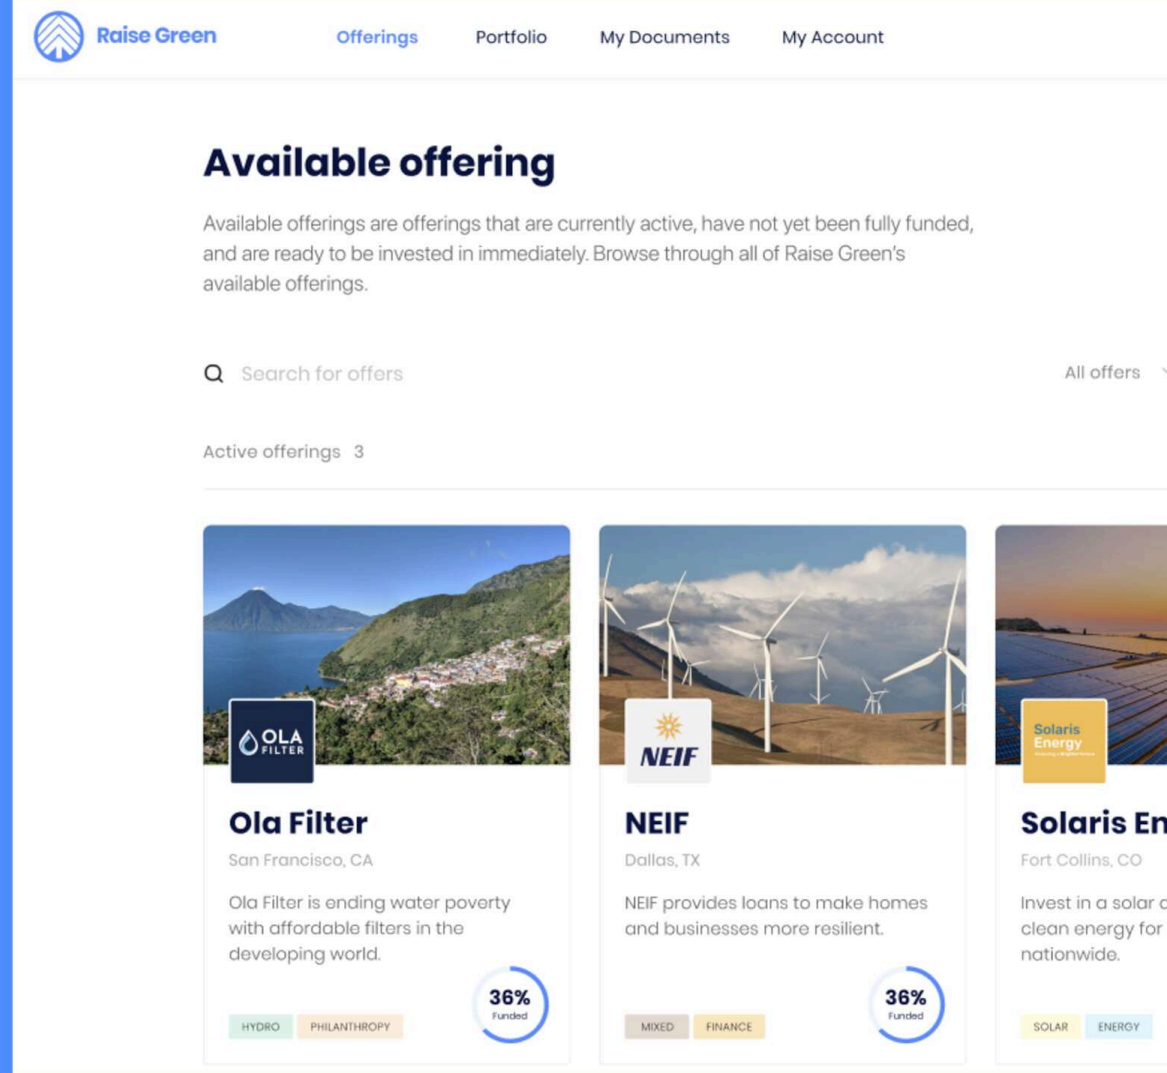 Raise Green
Offerings
Portfolio
My Documents
My Account
Available offering
Available offerings are offerings that are currently active, have not yet been fully funded,
and are ready to be invested in immediately. Browse through all of Raise Green's
available offerings.
Search for offers
All offers
Active offerings 3
OLA
FILTER
Ola Filter
San Francisco, CA
Ola Filter is ending water poverty
with affordable filters in the
developing world.
36%
Funded
HYDRO
PHILANTHROPY
NEIF
NEIF
Dallas, TX
NEIF provides loans to make homes
and businesses more resilient.
36%
Funded
MIXED
FINANCE
Solaris
Energy
Solaris En
Fort Collins, CO
Invest in a solar
clean energy for
nationwide.
SOLAR
ENERGY